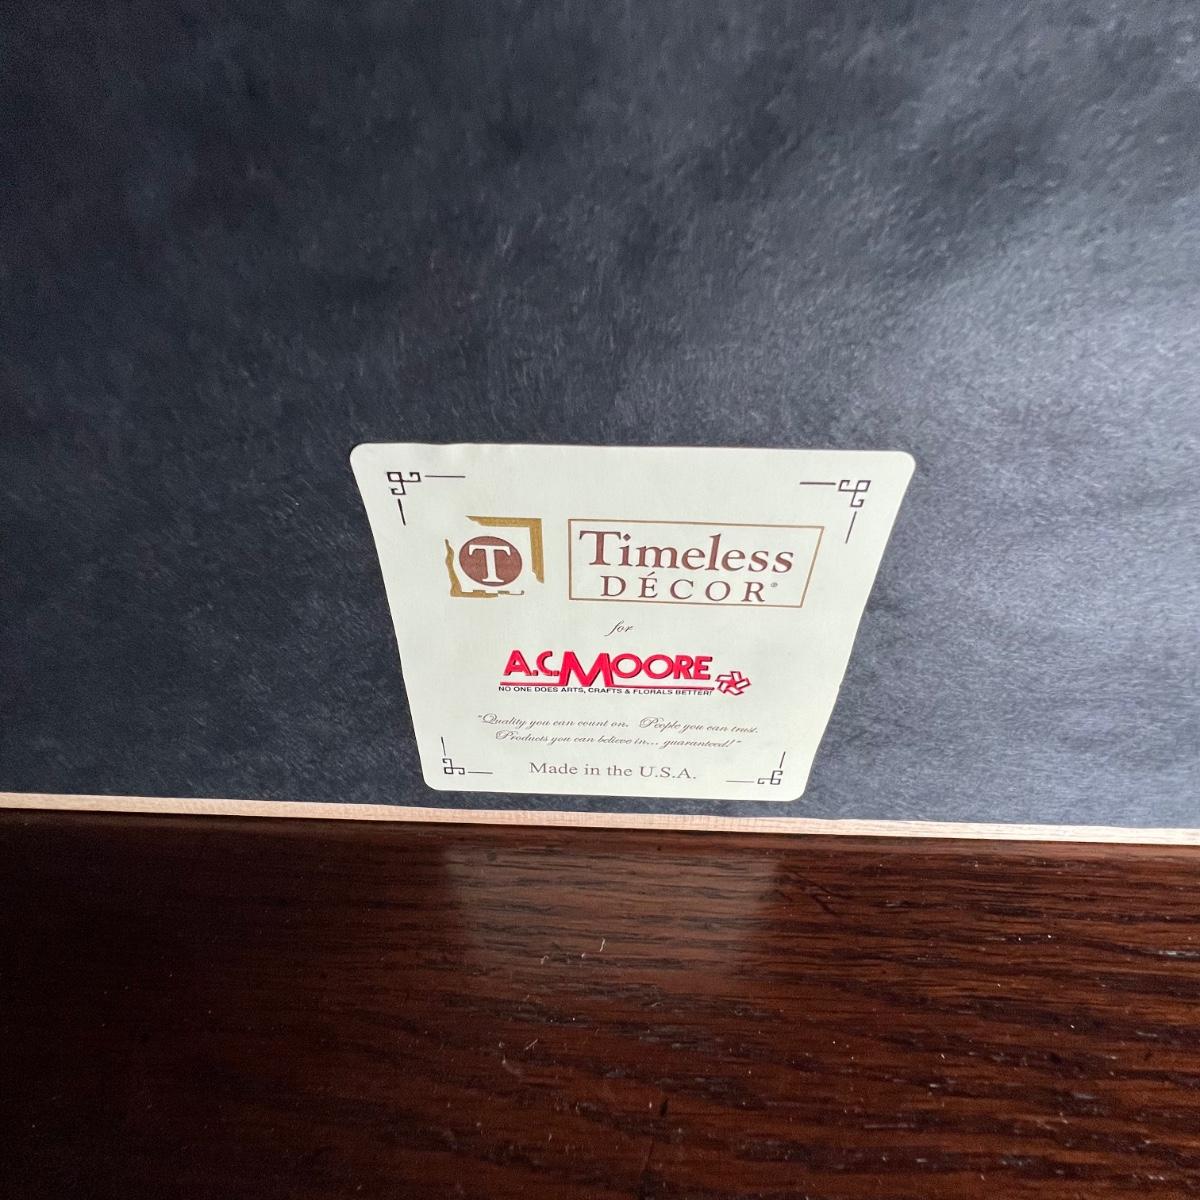 T
Timeless
DÉCOR®
for
A.C.MOORE
NO ONE DOES ARTS, CRAFTS & FLORALS BETTER!
"Quality you can count on. People you can trust.
Products you can believe in... guaranteed!"
Made in the U.S.A.